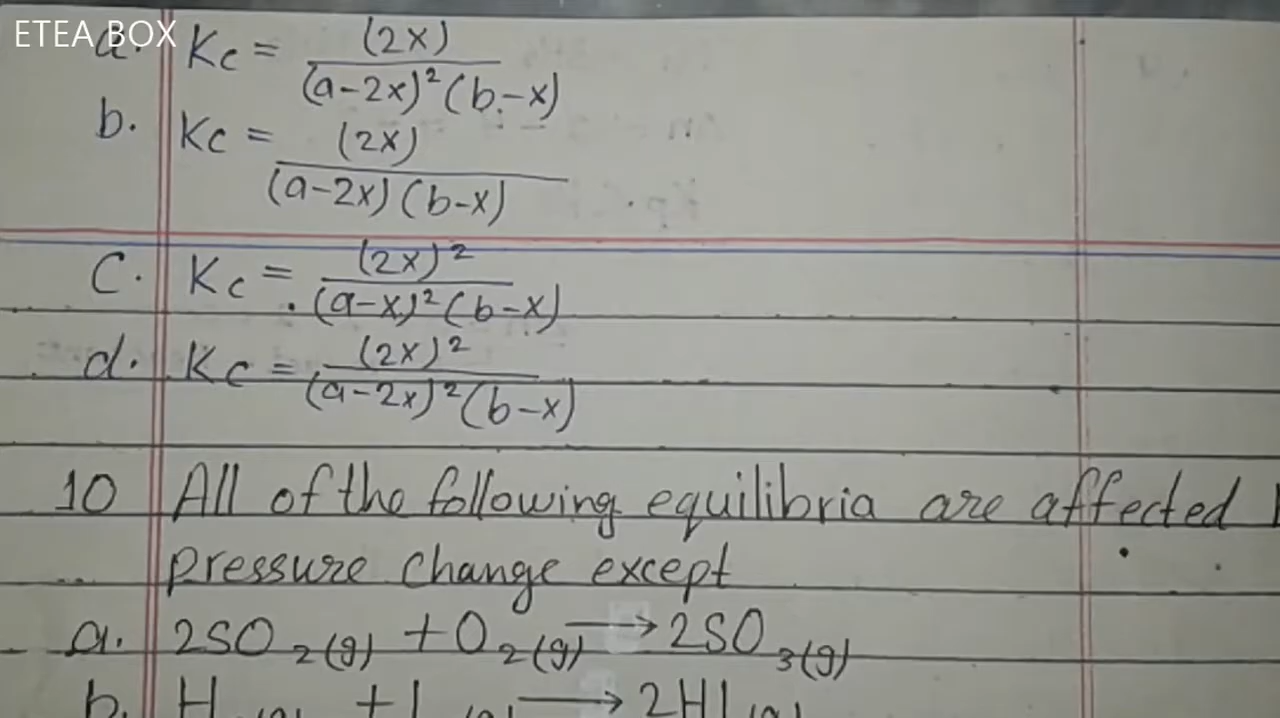 ETEA BOX
a. Kc = (2x) / (a-2x)² (b-x)
b. Kc = (2x) / (a-2x) (b-x)
C. Kc = (2x)² / (a-x)² (b-x)
d. Kc = (2x)² / (a-2x)² (b-x)
10 All of the following equilibria are affected
pressure change except
a. 2SO₂(g) + O₂(g) → 2SO₃(g)
b. H + I → 2HI